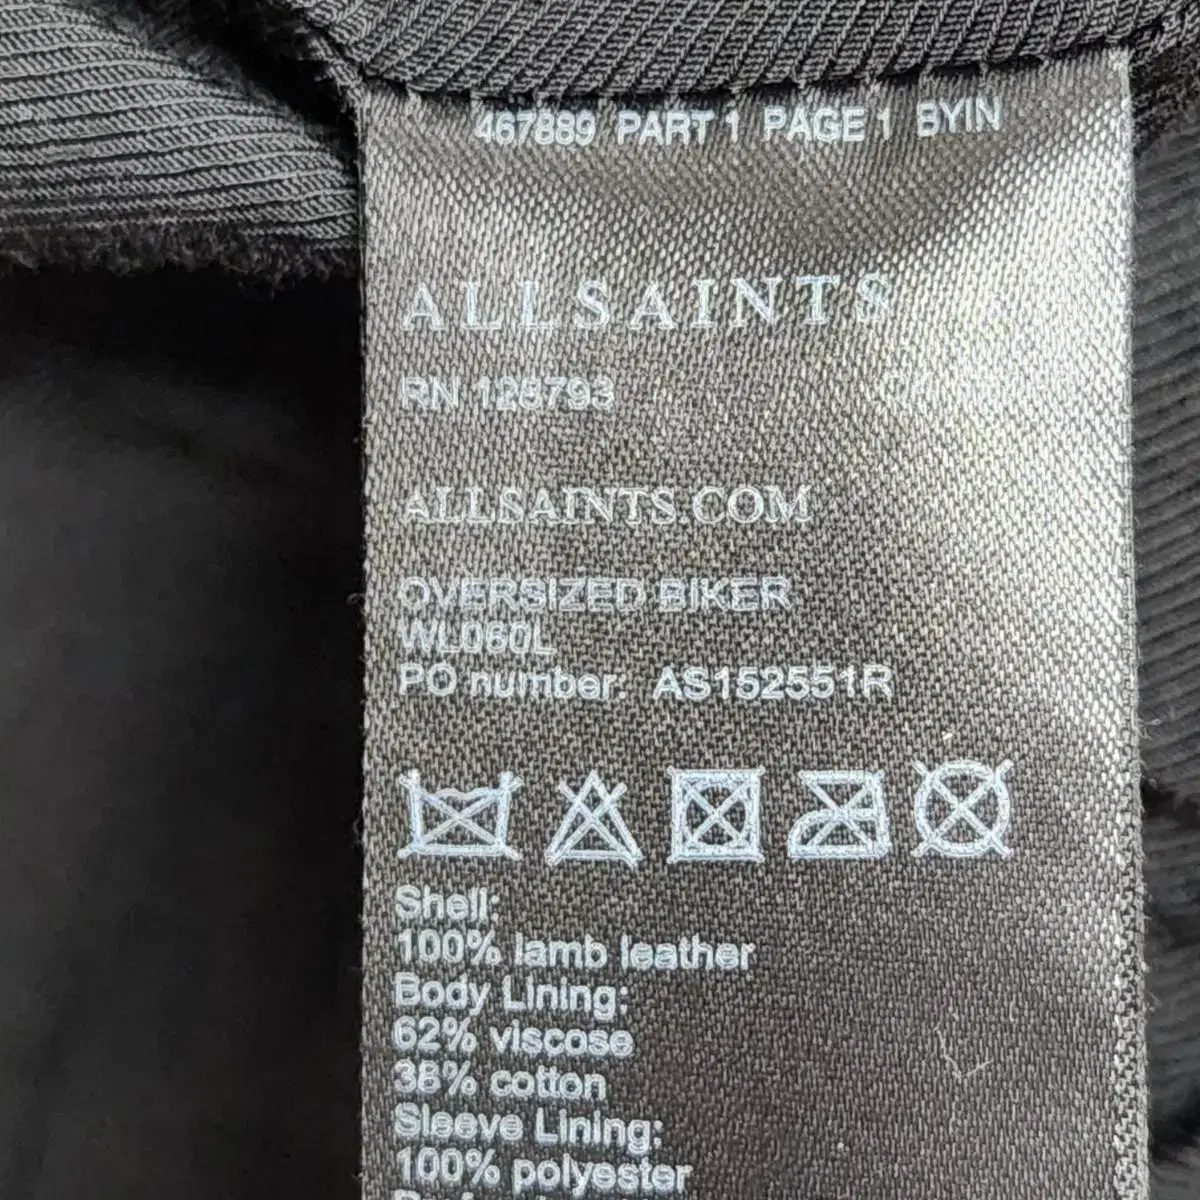 467889 PART 1 PAGE 1 BYIN
ALLSAINTS
RN 128793
ALLSAINTS.COM
OVERSIZED BIKER
WL060L
PO number: AS152551R
Shell:
100% lamb leather
Body Lining:
62% viscose
38% cotton
Sleeve Lining:
100% polyester